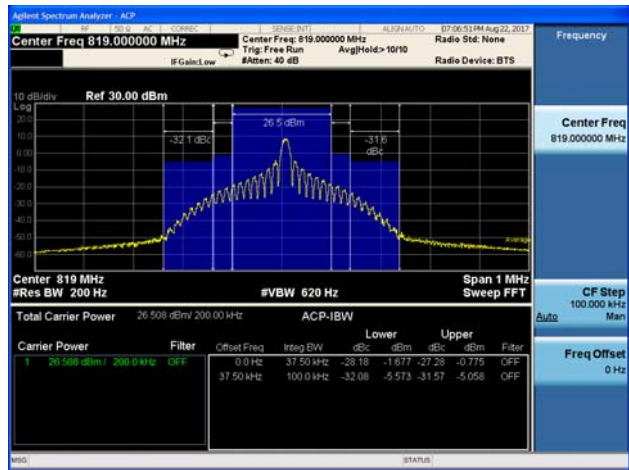 Agilent Spectrum Analyzer - ACP
RF 50 Ω AC CORREC SENSE:INT ALIGN AUTO 07:06:51 PM Aug 22, 2017
Center Freq 819.000000 MHz
Center Freq: 819.000000 MHz
Radio Std: None
Trig: Free Run Avg|Hold:>10/10
IFGain:Low #Atten: 40 dB Radio Device: BTS
10 dB/div Ref 30.00 dBm
Log
20.0
10.0
0.00
-10.0
-20.0
-30.0
-40.0
-50.0
-60.0
26.5 dBm
-32.1 dBc
-31.6 dBc
Average
Center 819 MHz Span 1 MHz
#Res BW 200 Hz #VBW 620 Hz Sweep FFT
Total Carrier Power 26.508 dBm/ 200.00 kHz ACP-IBW
Lower Upper
Carrier Power Filter Offset Freq Integ BW dBc dBm dBc dBm Filter
1 26.508 dBm / 200.0 kHz OFF 0.0 Hz 37.50 kHz -28.18 -1.677 -27.28 -0.775 OFF
37.50 kHz 100.0 kHz -32.08 -5.573 -31.57 -5.058 OFF
MSG STATUS
Frequency
Center Freq
819.000000 MHz
CF Step
100.000 kHz
Auto Man
Freq Offset
0 Hz